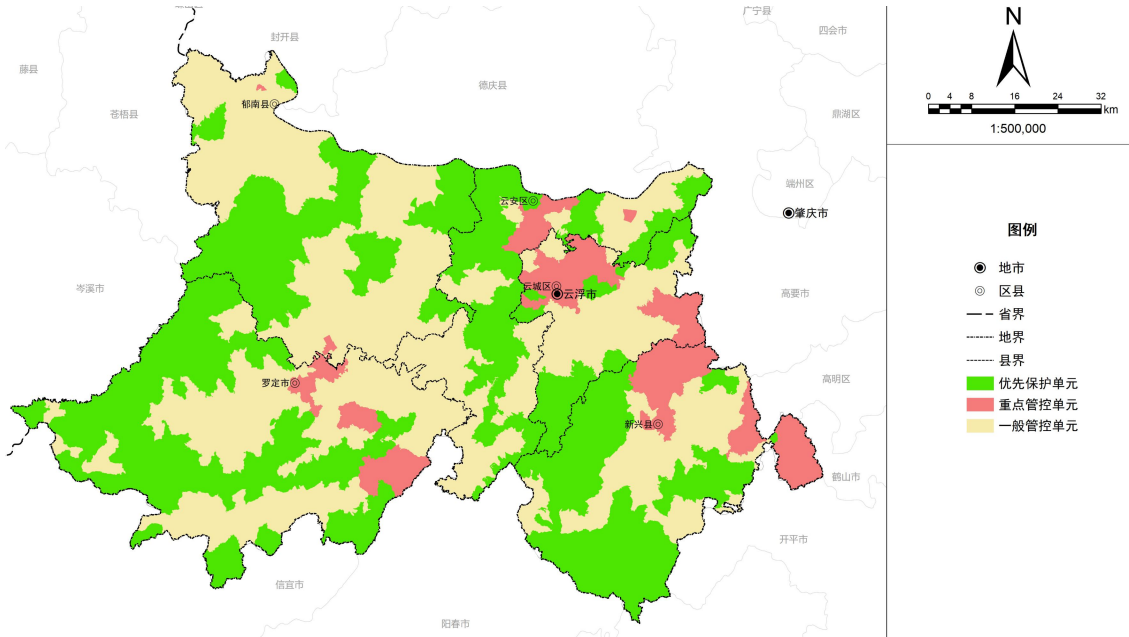 广宁县
四会市
封开县
藤县
德庆县
苍梧县
郁南县
鼎湖区
端州区
肇庆市
云安区
岑溪市
云城区
云浮市
高要市
罗定市
高明区
新兴县
鹤山市
开平市
信宜市
阳春市
N
0 4 8 16 24 32
km
1:500,000
图例
地市
区县
省界
地界
县界
优先保护单元
重点管控单元
一般管控单元